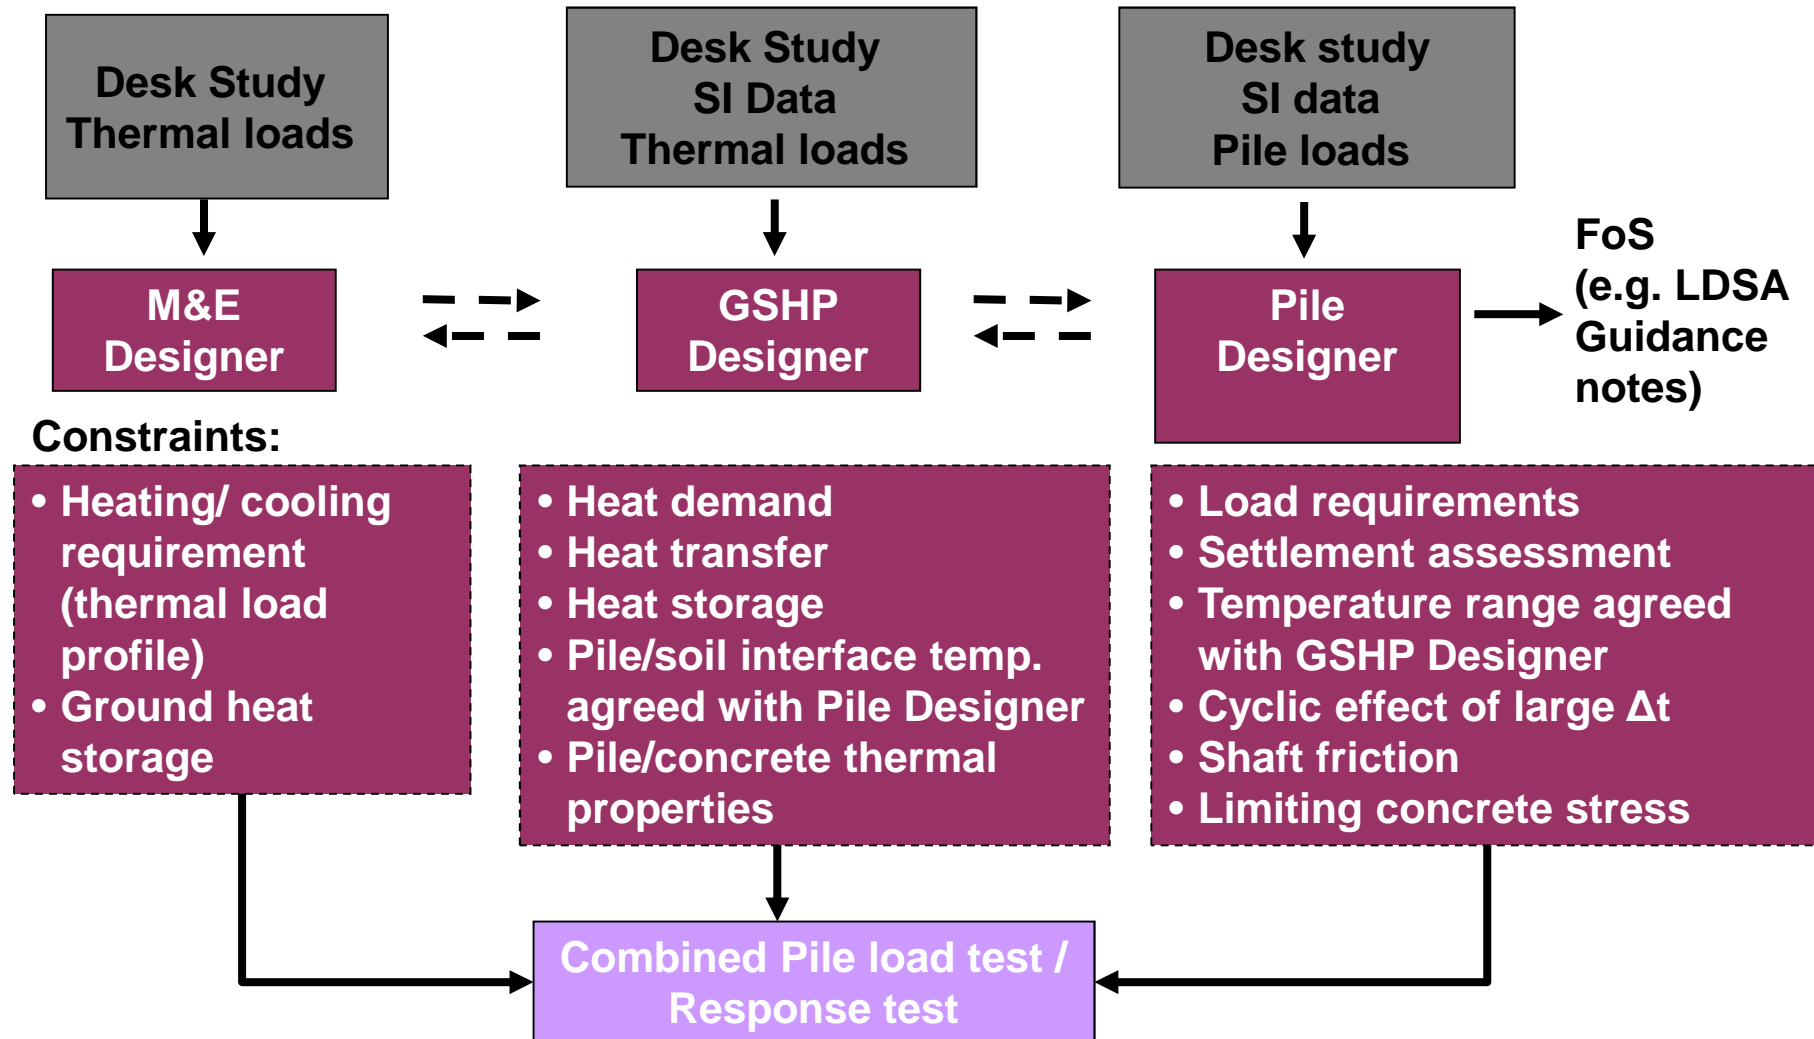 Desk Study
Thermal loads
Desk Study
SI Data
Thermal loads
Desk study
SI data
Pile loads
M&E
Designer
GSHP
Designer
Pile
Designer
FoS
(e.g. LDSA
Guidance
notes)
Constraints:
• Heating/ cooling
requirement
(thermal load
profile)
• Ground heat
storage
• Heat demand
• Heat transfer
• Heat storage
• Pile/soil interface temp.
agreed with Pile Designer
• Pile/concrete thermal
properties
• Load requirements
• Settlement assessment
• Temperature range agreed
with GSHP Designer
• Cyclic effect of large Δt
• Shaft friction
• Limiting concrete stress
Combined Pile load test /
Response test